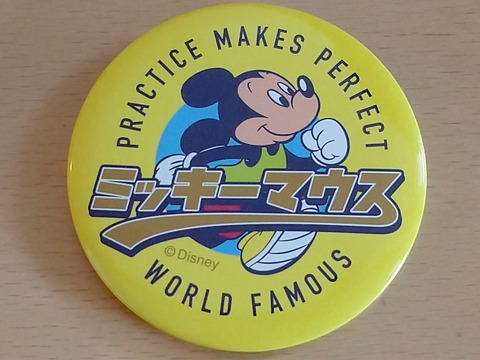 PRACTICE MAKES PERFECT
ミッキーマウス
©Disney
WORLD FAMOUS